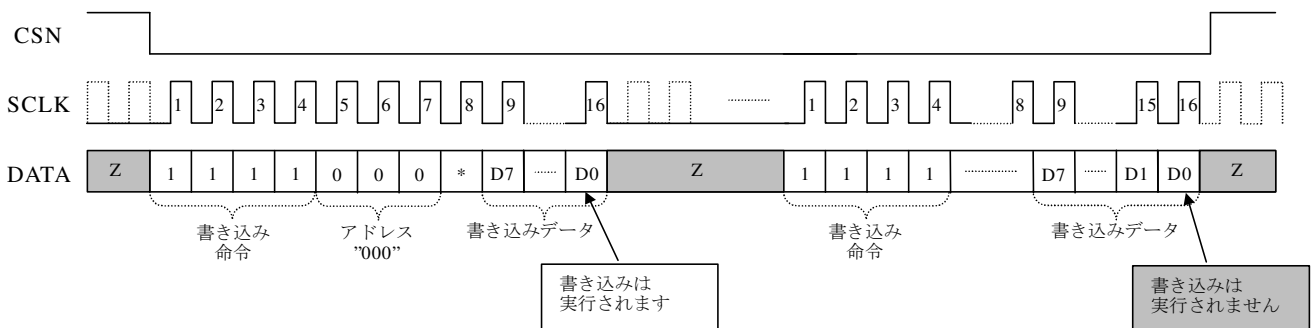 CSN
SCLK 1 2 3 4 5 6 7 8 9 16 1 2 3 4 8 9 15 16
DATA Z 1 1 1 1 0 0 0 * D7 D0 Z 1 1 1 1 D7 D1 D0 Z
書き込み
命令
アドレス
”000”
書き込みデータ
書き込み
命令
書き込みデータ
書き込みは
実行されます
書き込みは
実行されません